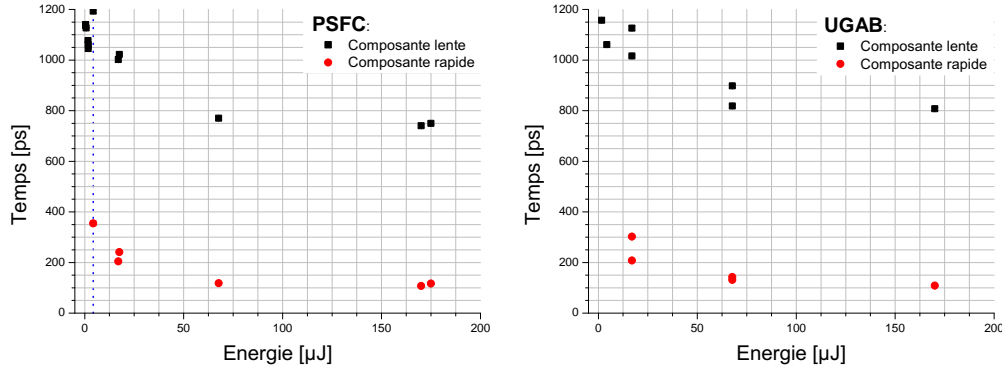 PSFC:
Composante lente
Composante rapide
1200
1000
800
600
400
200
0
Temps [ps]
0 50 100 150 200
Energie [µJ]
UGAB:
Composante lente
Composante rapide
1200
1000
800
600
400
200
0
Temps [ps]
0 50 100 150 200
Energie [µJ]